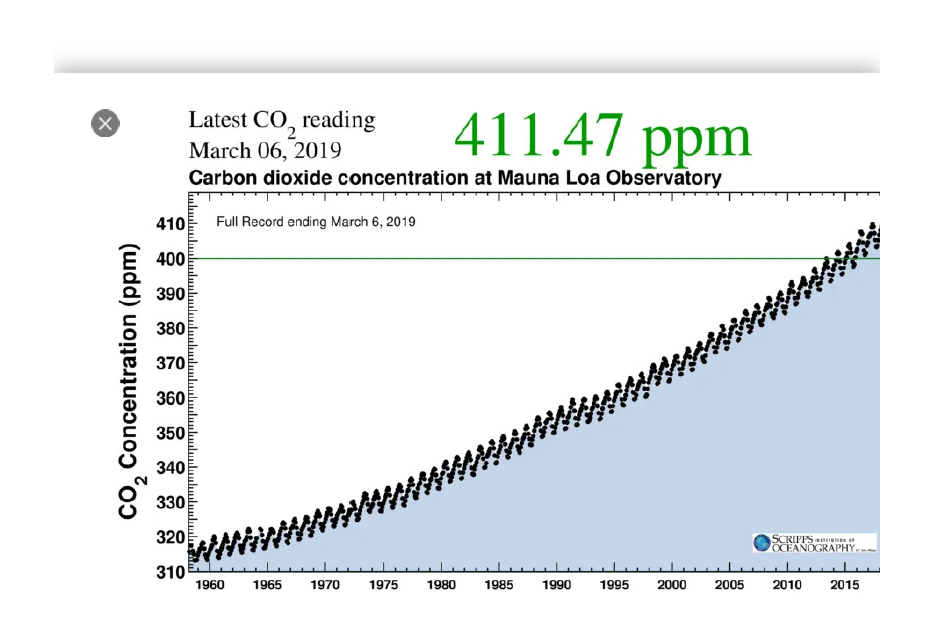 Latest CO2 reading
March 06, 2019
411.47 ppm
Carbon dioxide concentration at Mauna Loa Observatory
Full Record ending March 6, 2019
CO2 Concentration (ppm)
410
400
390
380
370
360
350
340
330
320
310
1960 1965 1970 1975 1980 1985 1990 1995 2000 2005 2010 2015
SCRIPPS INSTITUTION OF
OCEANOGRAPHY